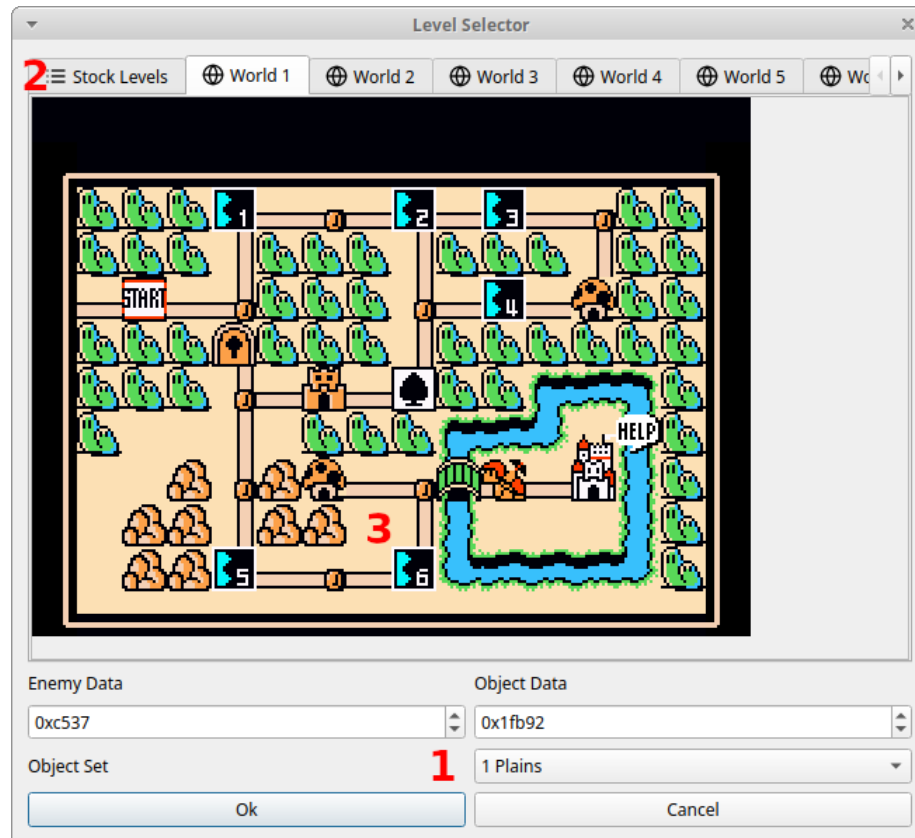 Level Selector
2 Stock Levels World 1 World 2 World 3 World 4 World 5
1 2 3
START 4
HELP
3
5 6
Enemy Data Object Data
0xc537 0x1fb92
Object Set 1 1 Plains
Ok Cancel